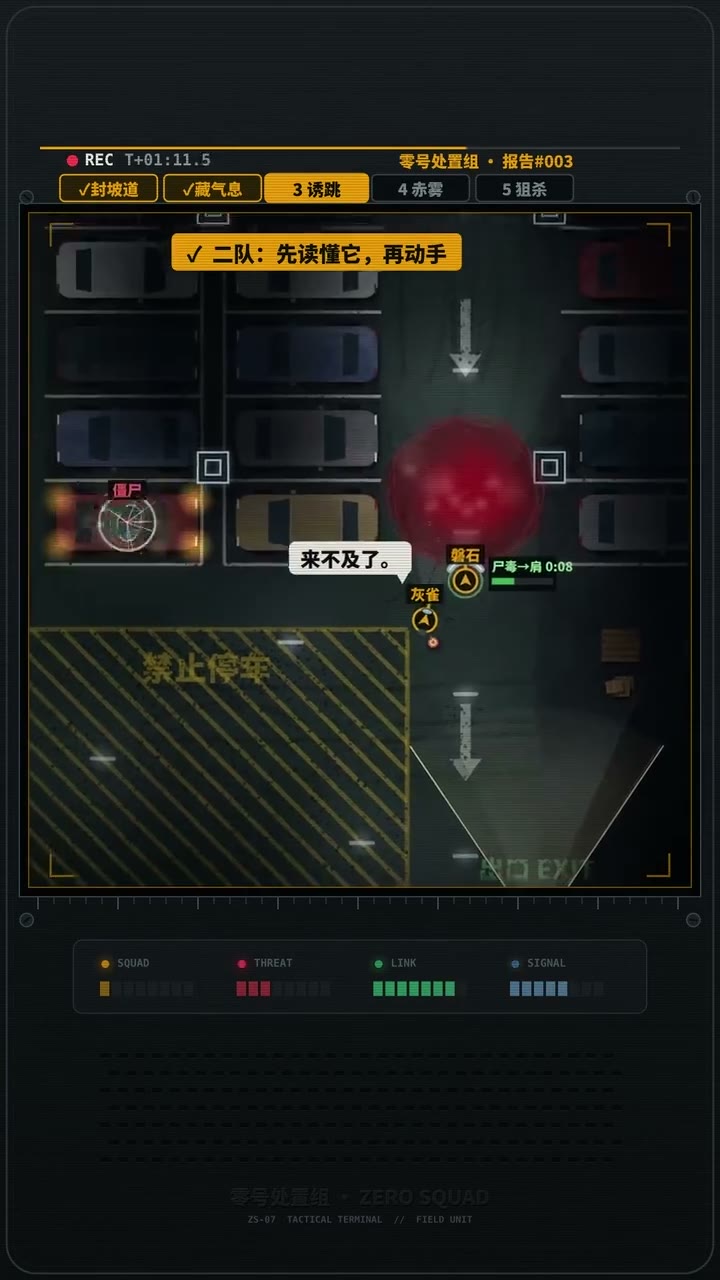 REC T+01:11.5
零号处置组 · 报告#003
✓封坡道
✓藏气息
3 诱跳
4 赤雾
5 狙杀
✓ 二队：先读懂它，再动手
僵尸
来不及了。
磐石
尸毒→肩 0:08
灰雀
禁止停车
出口 EXIT
SQUAD
THREAT
LINK
SIGNAL
零号处置组 · ZERO SQUAD
ZS-07 TACTICAL TERMINAL // FIELD UNIT